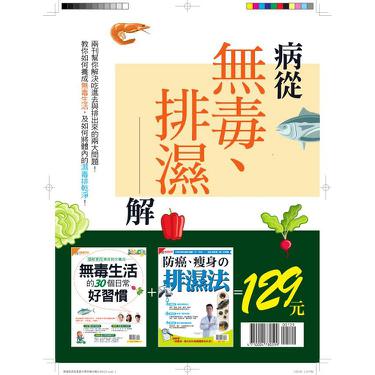 病從
無毒、
排濕
解
兩刊幫你解決吃進去與排出來的兩大問題！
教你如何養成無毒生活，及如何將體內的濕毒排乾淨！
無毒生活
的30個日常
好習慣
+
防癌、瘦身の
排濕法
=129元